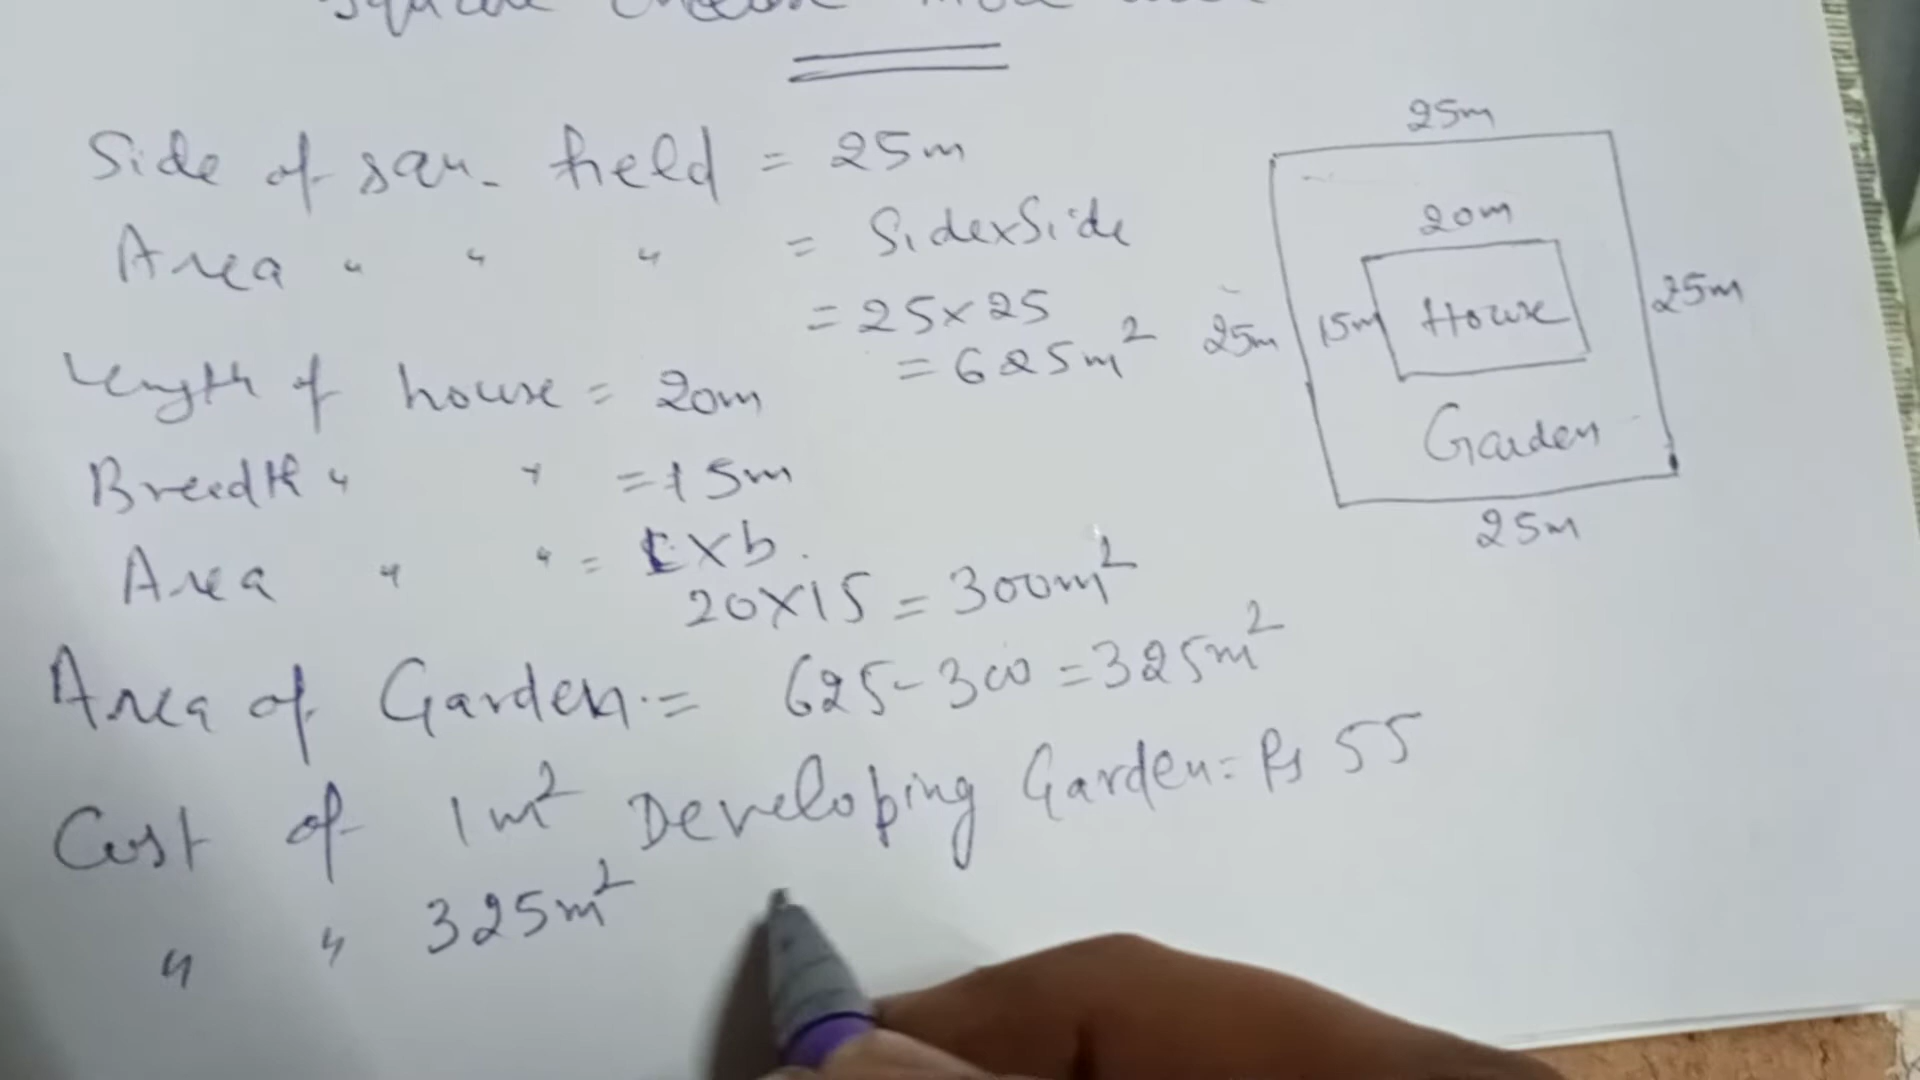 Side of squ. field = 25m
Area " " " = Side×Side
= 25×25
= 625m²
Length of house = 20m
Breadth " " = 15m
Area " " = L×b.
20×15 = 300m²
Area of Garden = 625-300 = 325m²
Cost of 1m² Developing Garden = Rs 55
" " 325m²
25m
20m
25m 15m House 25m
Garden
25m